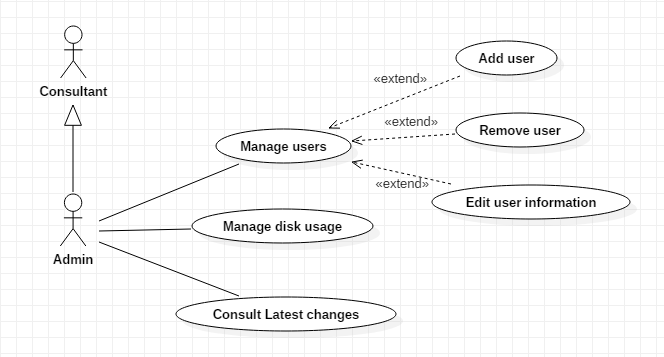 Consultant
Admin
Manage users
Manage disk usage
Consult Latest changes
«extend»
Add user
«extend»
Remove user
«extend»
Edit user information